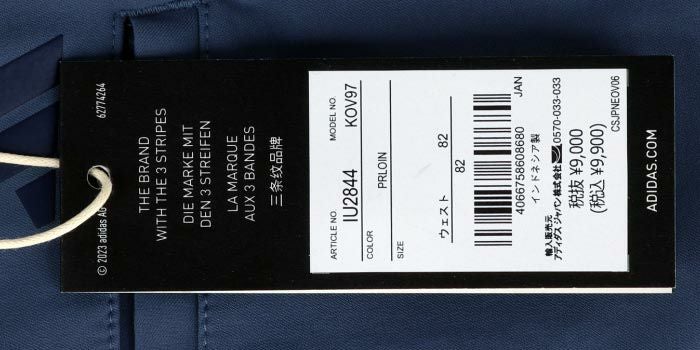 62774264
THE BRAND
WITH THE 3 STRIPES
DIE MARKE MIT
DEN 3 STREIFEN
LA MARQUE
AUX 3 BANDES
三条纹品牌
© 2023 adidas AG
ARTICLE NO
MODEL NO.
IU2844
KOV97
COLOR
PRLOIN
SIZE
ウェスト
82
82
JAN
4066758608680
インドネシア製
輸入販売元
アディダス ジャパン株式会社 0570-033-033
税抜 ¥9,000
(税込 ¥9,900)
CSJPNEOV06
ADIDAS.COM